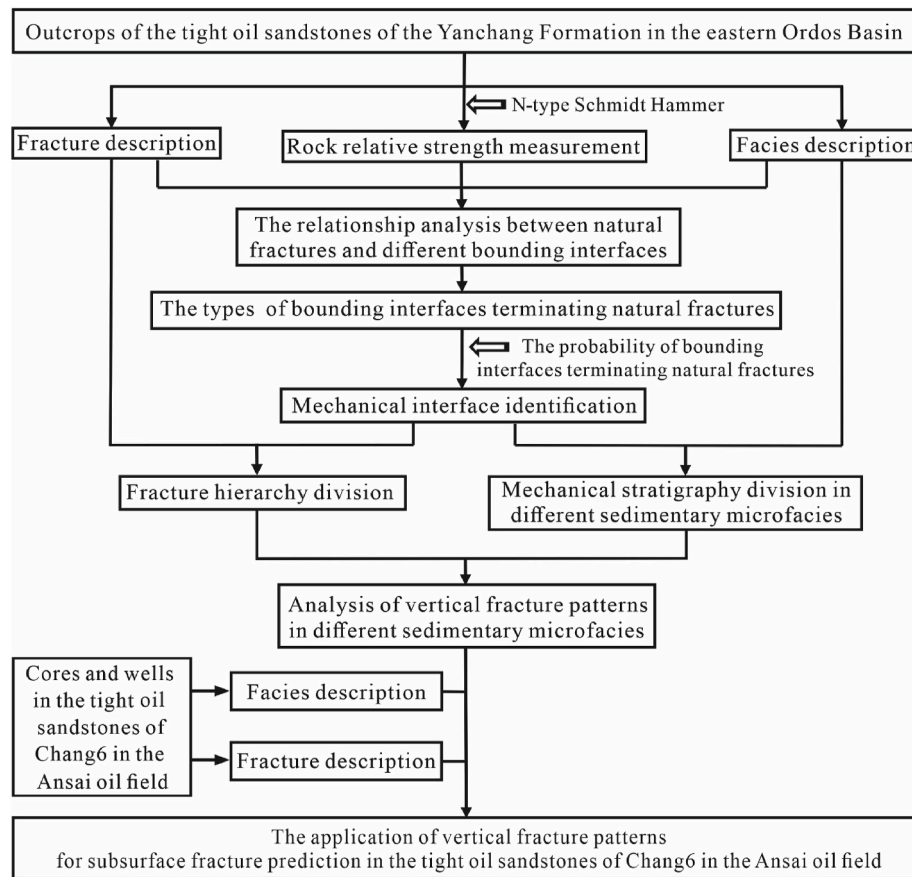 Outcrops of the tight oil sandstones of the Yanchang Formation in the eastern Ordos Basin
N-type Schmidt Hammer
Fracture description
Rock relative strength measurement
Facies description
The relationship analysis between natural
fractures and different bounding interfaces
The types of bounding interfaces terminating natural fractures
The probability of bounding
interfaces terminating natural fractures
Mechanical interface identification
Fracture hierarchy division
Mechanical stratigraphy division in
different sedimentary microfacies
Analysis of vertical fracture patterns
in different sedimentary microfacies
Cores and wells
in the tight oil
sandstones of
Chang6 in the
Ansai oil field
Facies description
Fracture description
The application of vertical fracture patterns
for subsurface fracture prediction in the tight oil sandstones of Chang6 in the Ansai oil field